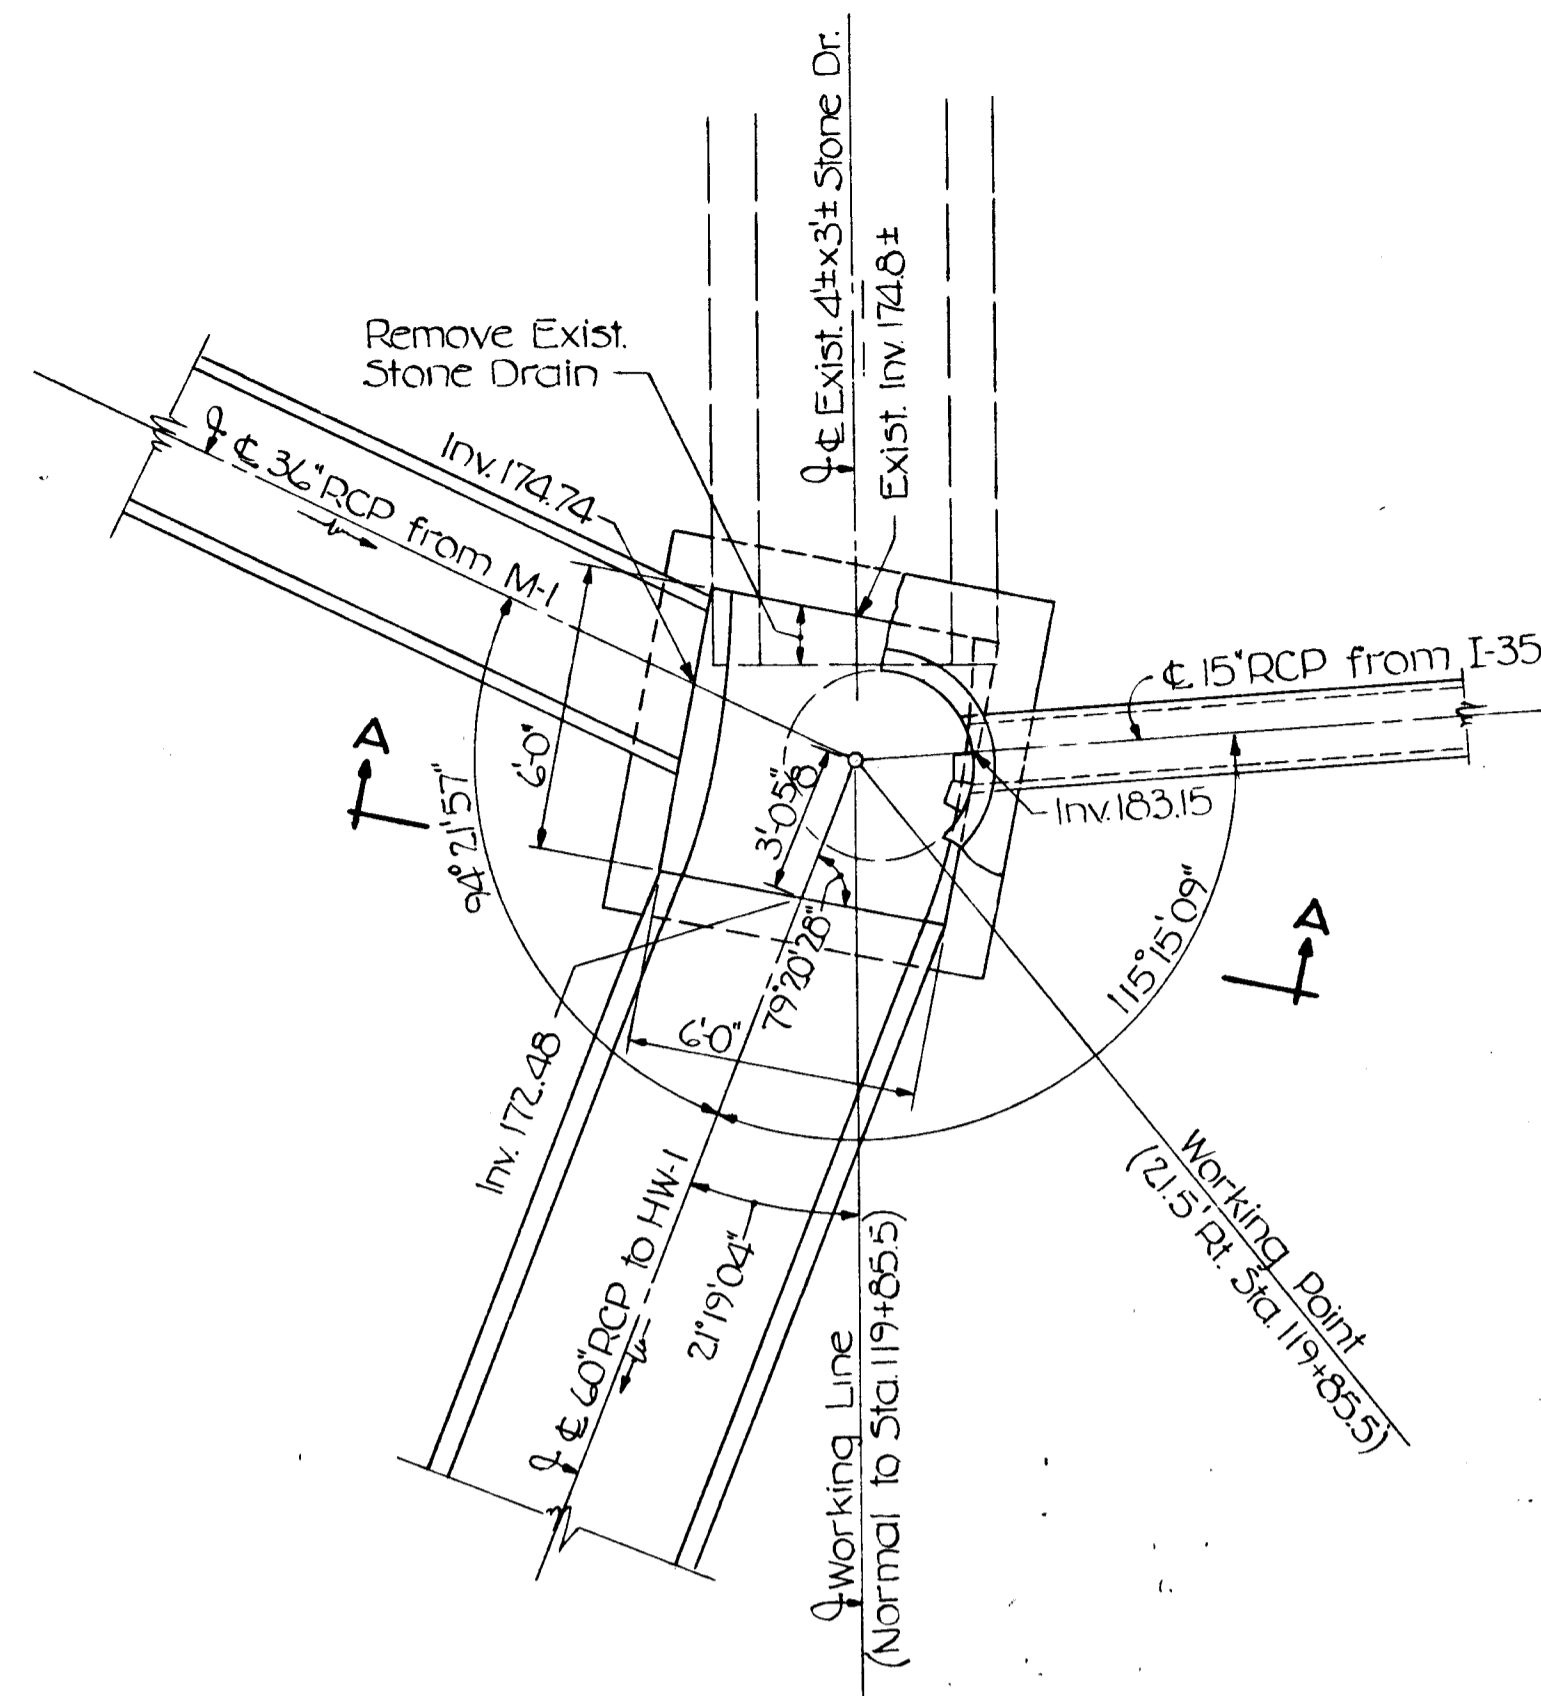 ℄ Exist. 4'±x3'± Stone Dr.
Exist. Inv. 174.8±
Remove Exist.
Stone Drain
Inv. 174.74
℄ 36" RCP from M-1
℄ 15" RCP from I-35
6'-0"
A
94° 21' 57"
3'-0 5/8"
Inv. 183.15
79° 20' 28"
115° 15' 09"
A
6'-0"
Inv. 172.48
℄ 60" RCP to HW-1
21° 19' 04"
Working Point
(21.5' Rt. Sta. 119+85.5)
Working Line
(Normal to Sta. 119+85.5)